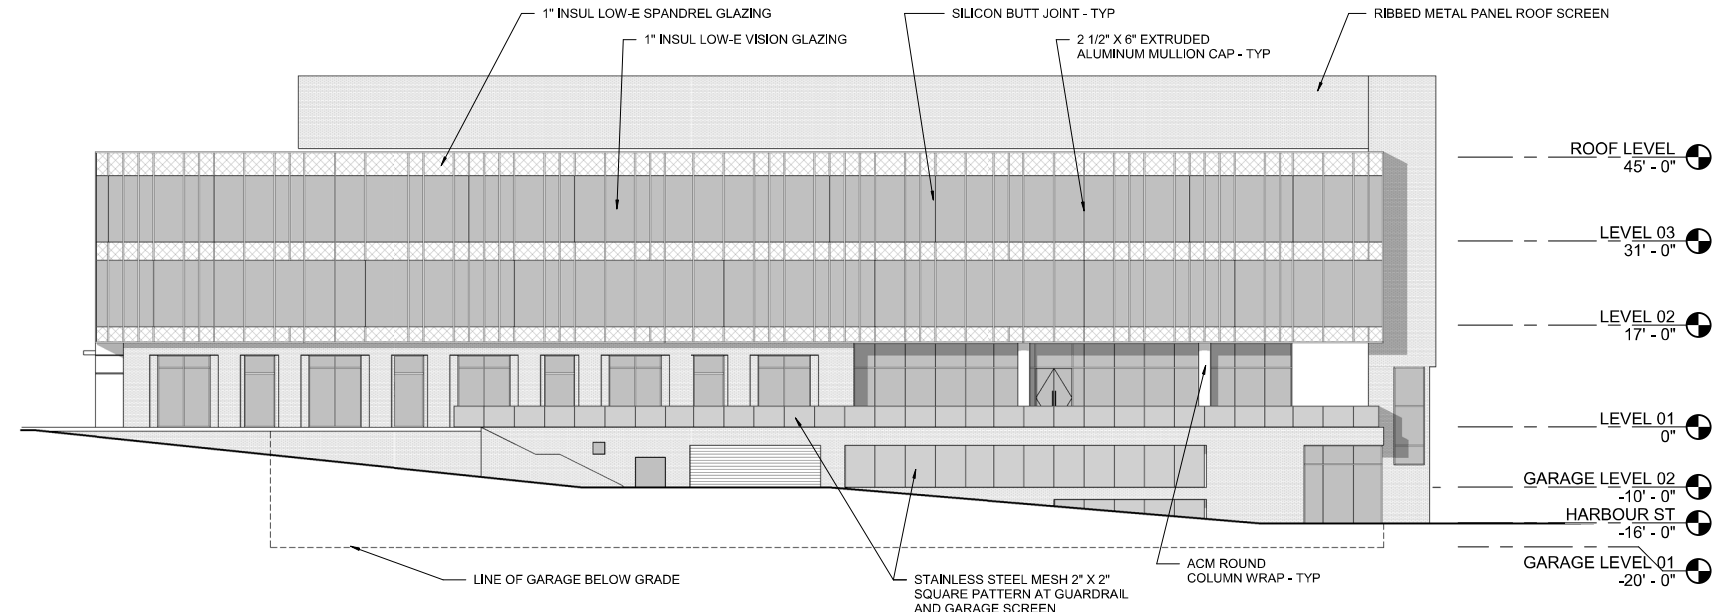 1" INSUL LOW-E SPANDREL GLAZING
SILICON BUTT JOINT - TYP
RIBBED METAL PANEL ROOF SCREEN
1" INSUL LOW-E VISION GLAZING
2 1/2" X 6" EXTRUDED
ALUMINUM MULLION CAP - TYP
ROOF LEVEL
45' - 0"
LEVEL 03
31' - 0"
LEVEL 02
17' - 0"
LEVEL 01
0"
GARAGE LEVEL 02
-10' - 0"
HARBOUR ST
-16' - 0"
GARAGE LEVEL 01
-20' - 0"
LINE OF GARAGE BELOW GRADE
STAINLESS STEEL MESH 2" X 2"
SQUARE PATTERN AT GUARDRAIL
AND GARAGE SCREEN
ACM ROUND
COLUMN WRAP - TYP